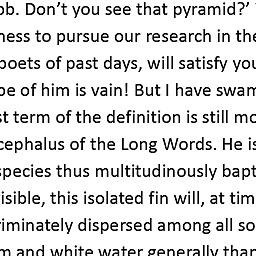 ob. Don’t you see that pyramid?’
ness to pursue our research in the
poets of past days, will satisfy you
pe of him is vain! But I have swam
st term of the definition is still mo
cephalus of the Long Words. He is
species thus multitudinously bapt
isible, this isolated fin will, at tim
riminately dispersed among all so
m and white water generally than